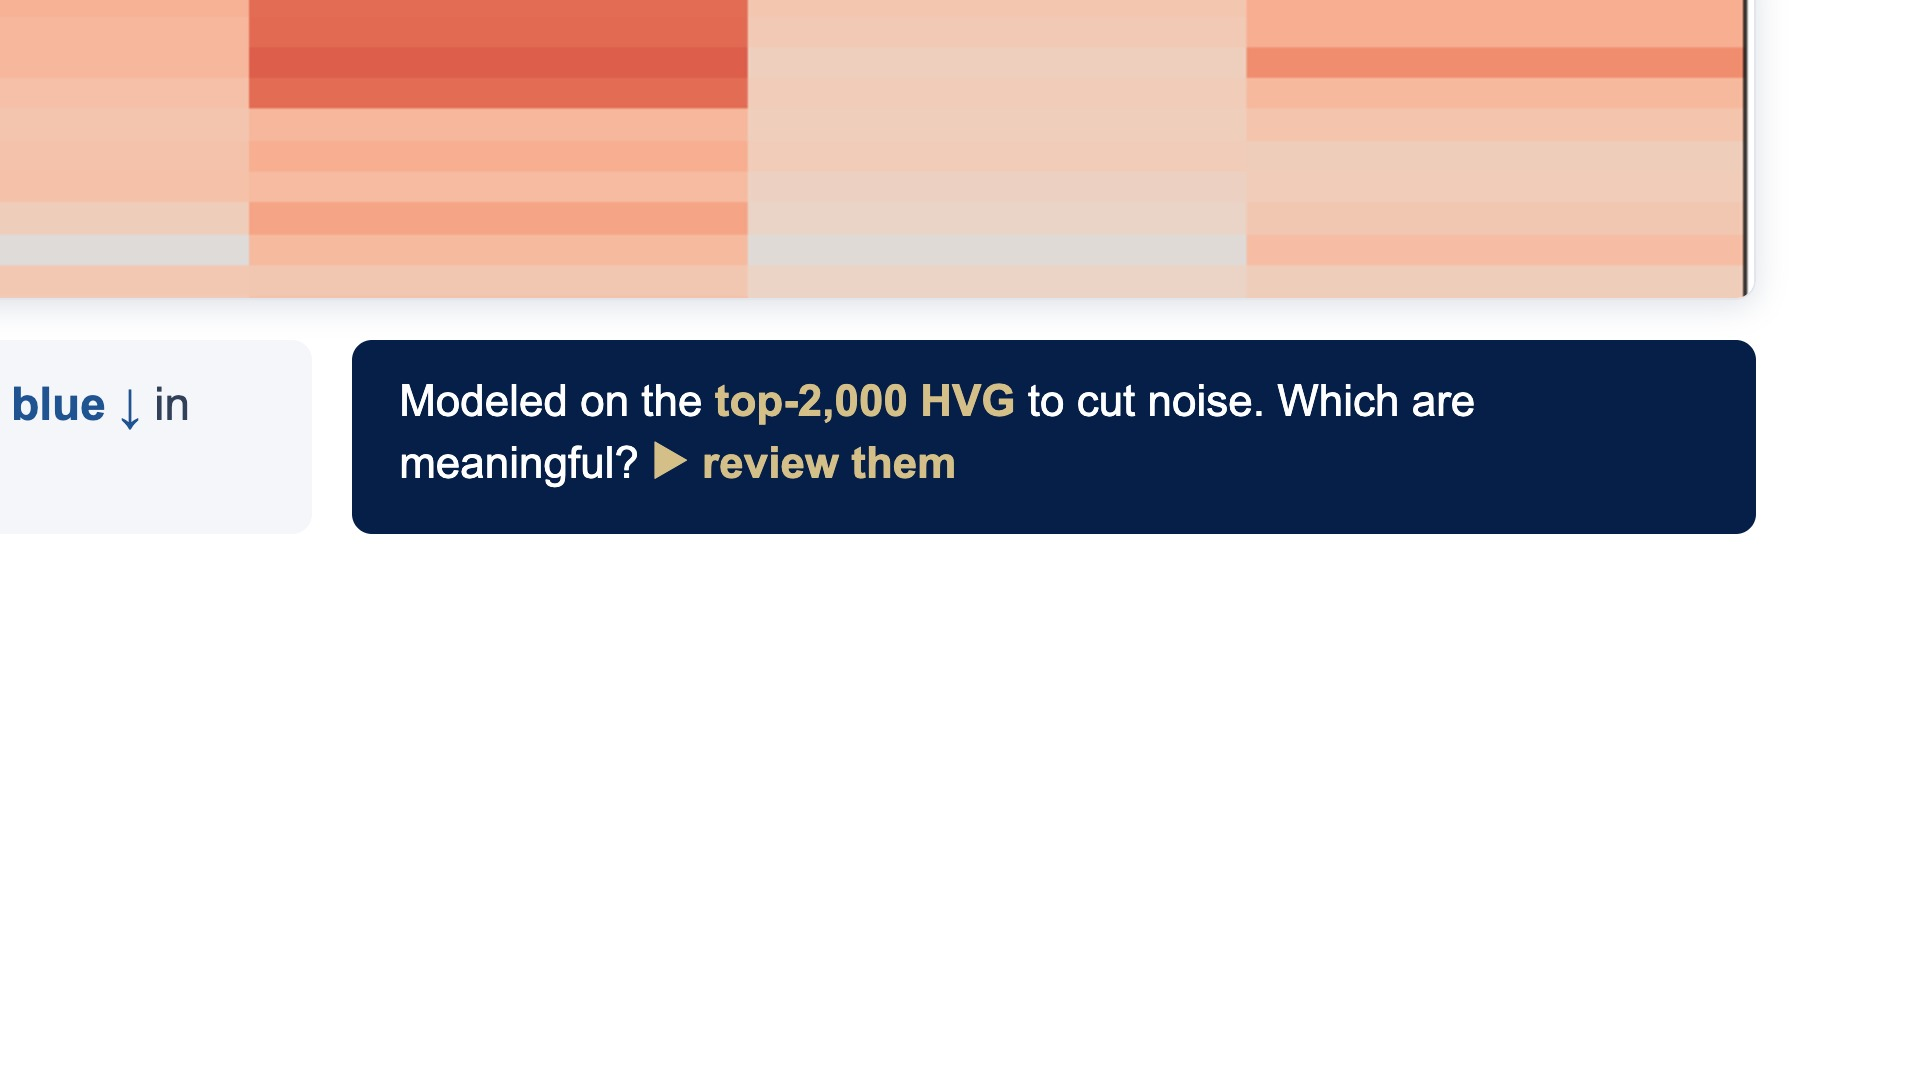 blue ↓ in
Modeled on the top-2,000 HVG to cut noise. Which are
meaningful? ▶ review them